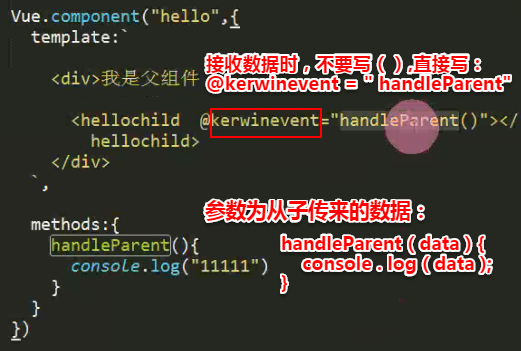 Vue.component("hello",{
template:`
<div>我是父组件
接收数据时，不要写（ ）,直接写：
@kerwinevent = " handleParent"
<hellochild @kerwinevent="handleParent()"></
hellochild>
</div>
`,
参数为从子传来的数据：
methods:{
handleParent(){
console.log("11111")
}
}
})
handleParent ( data ) {
console . log ( data );
}